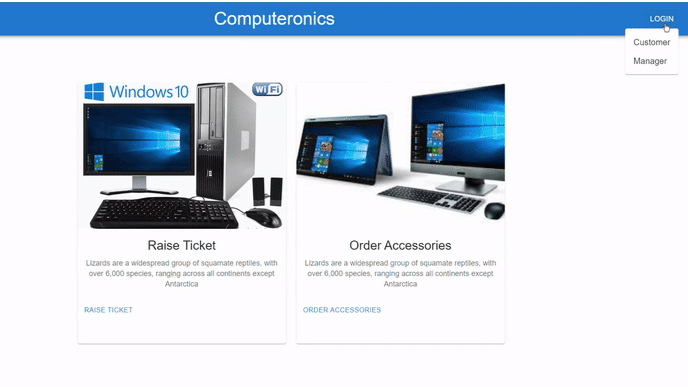 Computeronics
LOGIN
Customer
Manager
Windows 10
WiFi
Raise Ticket
Lizards are a widespread group of squamate reptiles, with
over 6,000 species, ranging across all continents except
Antarctica
RAISE TICKET
Order Accessories
Lizards are a widespread group of squamate reptiles, with
over 6,000 species, ranging across all continents except
Antarctica
ORDER ACCESSORIES